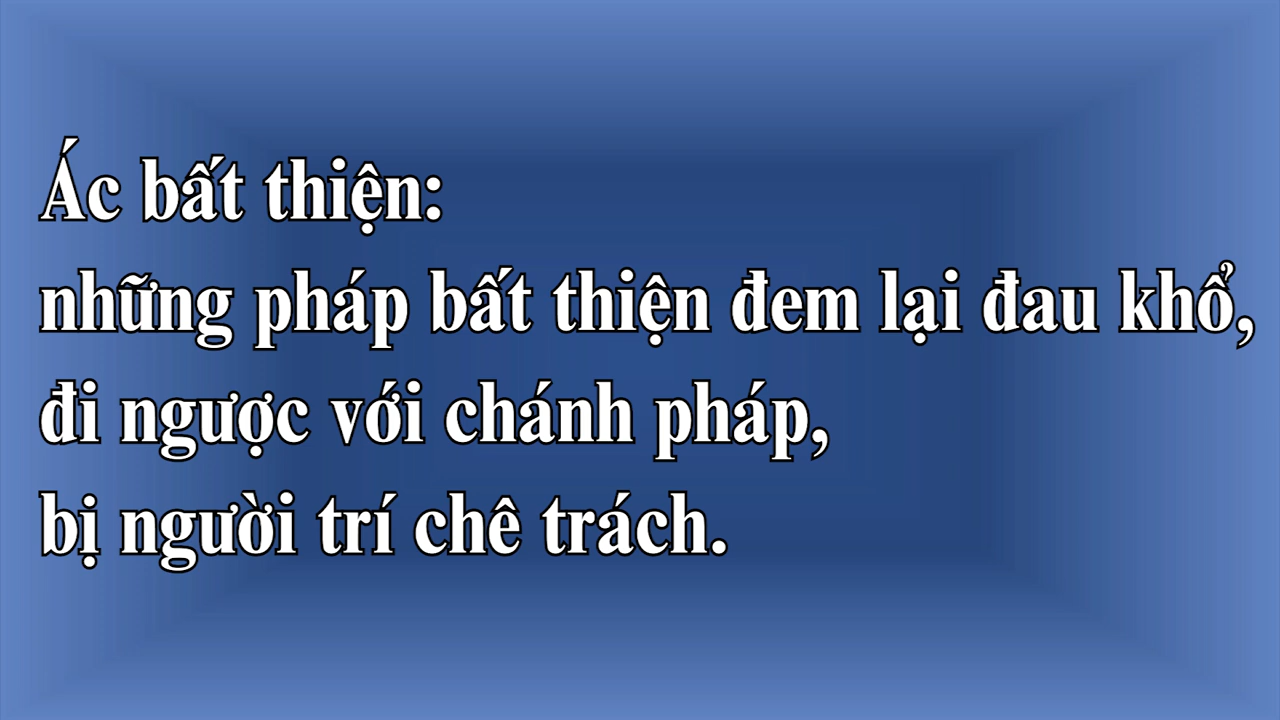 Ác bất thiện:
những pháp bất thiện đem lại đau khổ,
đi ngược với chánh pháp,
bị người trí chê trách.